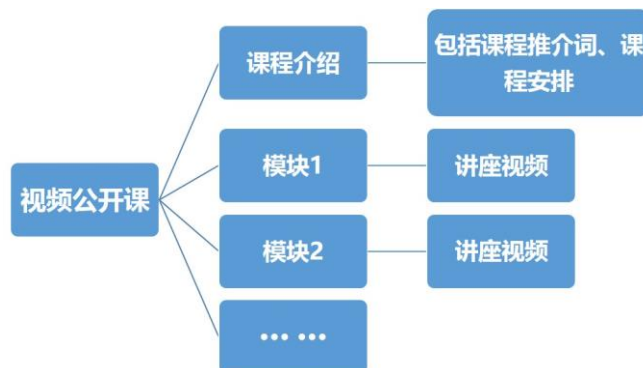 视频公开课
课程介绍
包括课程推介词、课
程安排
模块1
讲座视频
模块2
讲座视频
… …